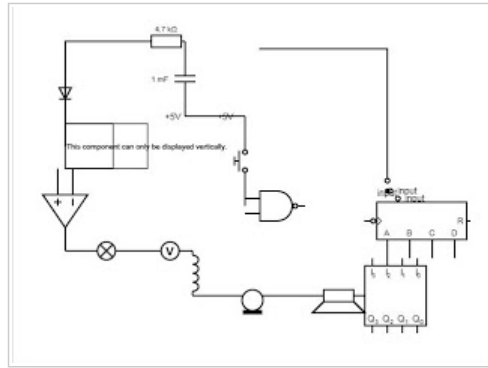 4.7 kΩ
1 mF
+5V
+5V
This component can only be displayed vertically.
input
input
input
+ -
R
A B C D
V
I3 I2 I1 I0
Q3 Q2 Q1 Q0